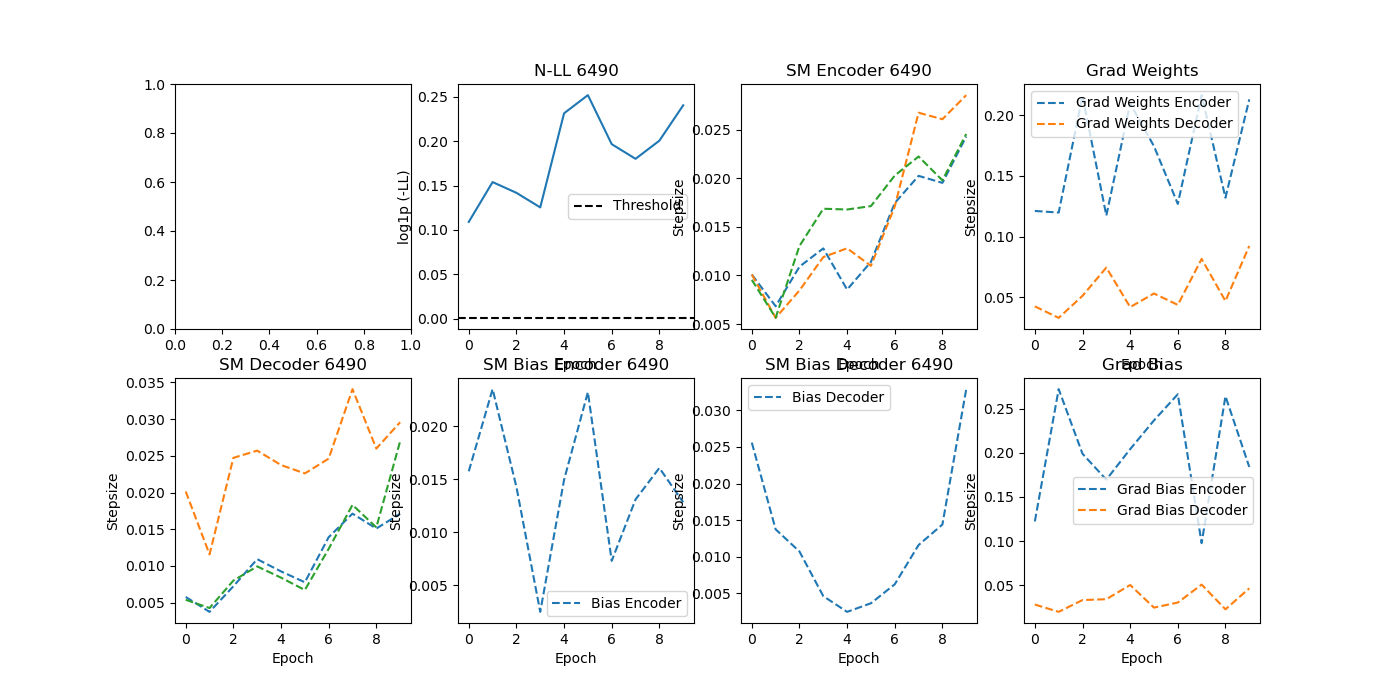 N-LL 6490
SM Encoder 6490
Grad Weights
1.0
0.8
0.6
0.4
0.2
0.0
0.0 0.2 0.4 0.6 0.8 1.0
log1p (-LL)
0.25
0.20
0.15
0.10
0.05
0.00
Threshold
0 2 4 6 8
Epoch
Stepsize
0.025
0.020
0.015
0.010
0.005
0 2 4 6 8
Epoch
Stepsize
0.20
0.15
0.10
0.05
Grad Weights Encoder
Grad Weights Decoder
0 2 4 6 8
Epoch
SM Decoder 6490
SM Bias Encoder 6490
SM Bias Decoder 6490
Grad Bias
Stepsize
0.035
0.030
0.025
0.020
0.015
0.010
0.005
0 2 4 6 8
Epoch
Stepsize
0.020
0.015
0.010
0.005
Bias Encoder
0 2 4 6 8
Epoch
Stepsize
0.030
0.025
0.020
0.015
0.010
0.005
Bias Decoder
0 2 4 6 8
Epoch
Stepsize
0.25
0.20
0.15
0.10
0.05
Grad Bias Encoder
Grad Bias Decoder
0 2 4 6 8
Epoch